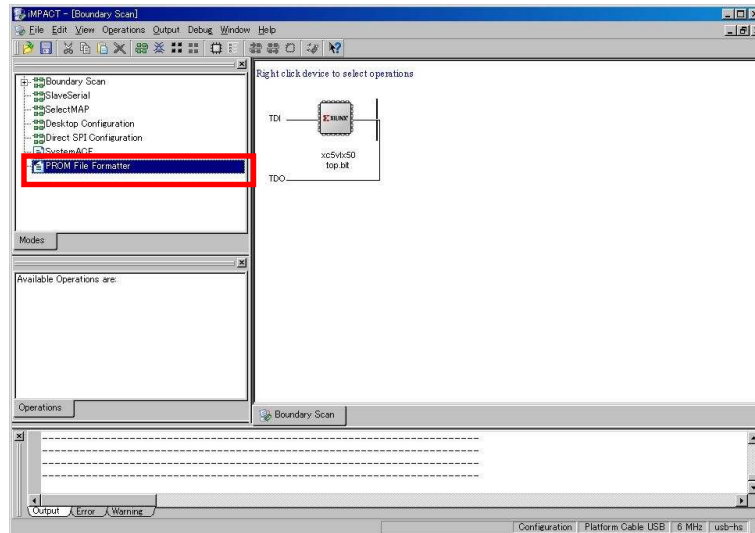 iMPACT - [Boundary Scan]
File Edit View Operations Output Debug Window Help
Boundary Scan
SlaveSerial
SelectMAP
Desktop Configuration
Direct SPI Configuration
SystemACE
PROM File Formatter
Modes
Available Operations are:
Operations
Right click device to select operations
TDI
XILINX
xc5vlx50
top.bit
TDO
Boundary Scan
Output Error Warning
Configuration Platform Cable USB 6 MHz usb-hs